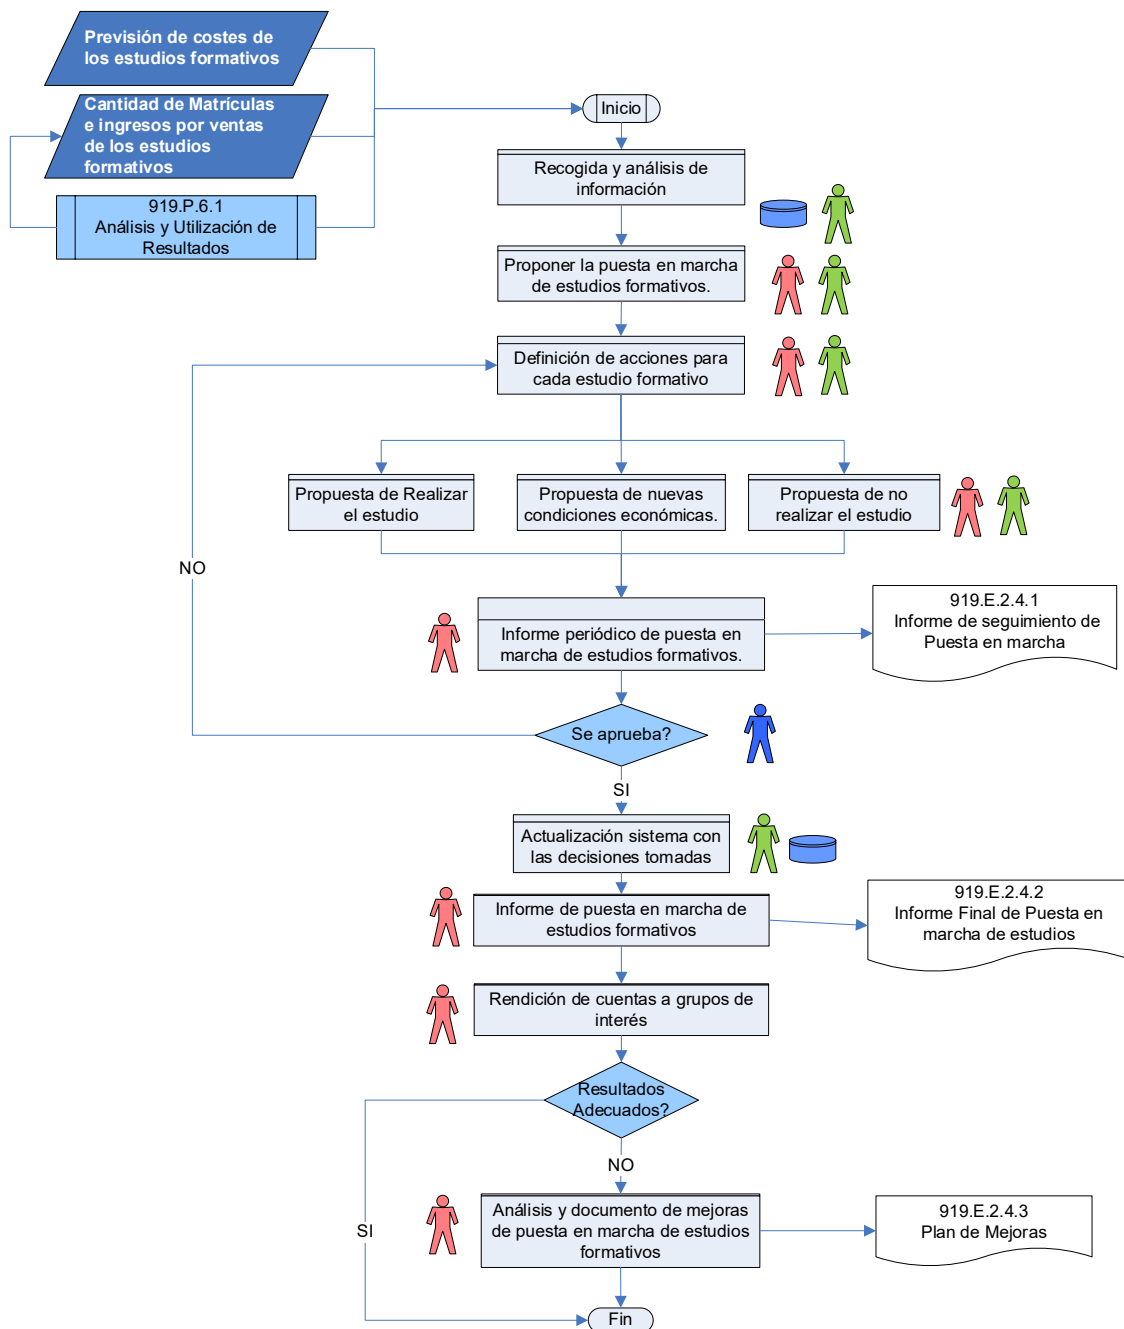 Previsión de costes de
los estudios formativos
Cantidad de Matrículas
e ingresos por ventas
de los estudios
formativos
919.P.6.1
Análisis y Utilización de
Resultados
Inicio
Recogida y análisis de
información
Proponer la puesta en marcha
de estudios formativos.
Definición de acciones para
cada estudio formativo
Propuesta de Realizar
el estudio
Propuesta de nuevas
condiciones económicas.
Propuesta de no
realizar el estudio
NO
Informe periódico de puesta en
marcha de estudios formativos.
919.E.2.4.1
Informe de seguimiento de
Puesta en marcha
Se aprueba?
SI
Actualización sistema con
las decisiones tomadas
Informe de puesta en marcha de
estudios formativos
919.E.2.4.2
Informe Final de Puesta en
marcha de estudios
Rendición de cuentas a grupos de
interés
Resultados
Adecuados?
NO
SI
Análisis y documento de mejoras
de puesta en marcha de estudios
formativos
919.E.2.4.3
Plan de Mejoras
Fin